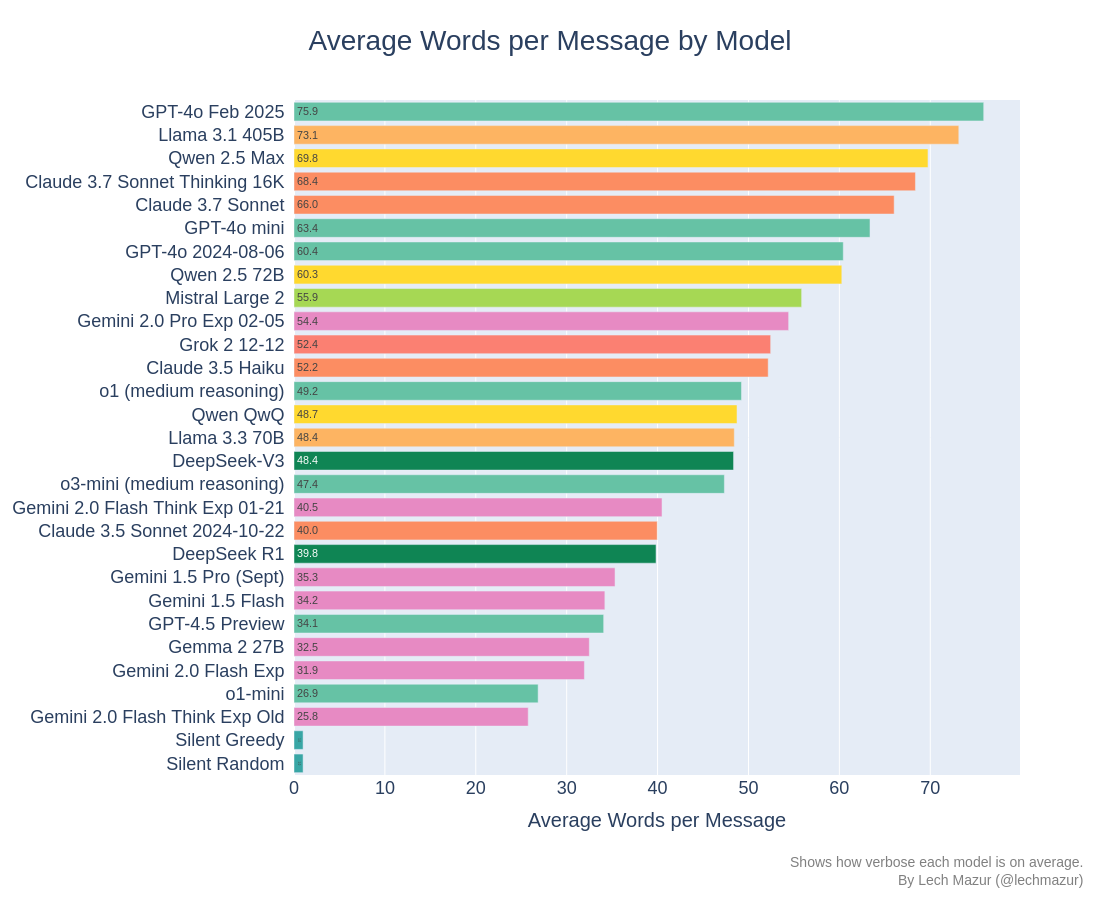 Average Words per Message by Model
GPT-4o Feb 2025 75.9
Llama 3.1 405B 73.1
Qwen 2.5 Max 69.8
Claude 3.7 Sonnet Thinking 16K 68.4
Claude 3.7 Sonnet 66.0
GPT-4o mini 63.4
GPT-4o 2024-08-06 60.4
Qwen 2.5 72B 60.3
Mistral Large 2 55.9
Gemini 2.0 Pro Exp 02-05 54.4
Grok 2 12-12 52.4
Claude 3.5 Haiku 52.2
o1 (medium reasoning) 49.2
Qwen QwQ 48.7
Llama 3.3 70B 48.4
DeepSeek-V3 48.4
o3-mini (medium reasoning) 47.4
Gemini 2.0 Flash Think Exp 01-21 40.5
Claude 3.5 Sonnet 2024-10-22 40.0
DeepSeek R1 39.8
Gemini 1.5 Pro (Sept) 35.3
Gemini 1.5 Flash 34.2
GPT-4.5 Preview 34.1
Gemma 2 27B 32.5
Gemini 2.0 Flash Exp 31.9
o1-mini 26.9
Gemini 2.0 Flash Think Exp Old 25.8
Silent Greedy
Silent Random
0 10 20 30 40 50 60 70
Average Words per Message
Shows how verbose each model is on average.
By Lech Mazur (@lechmazur)